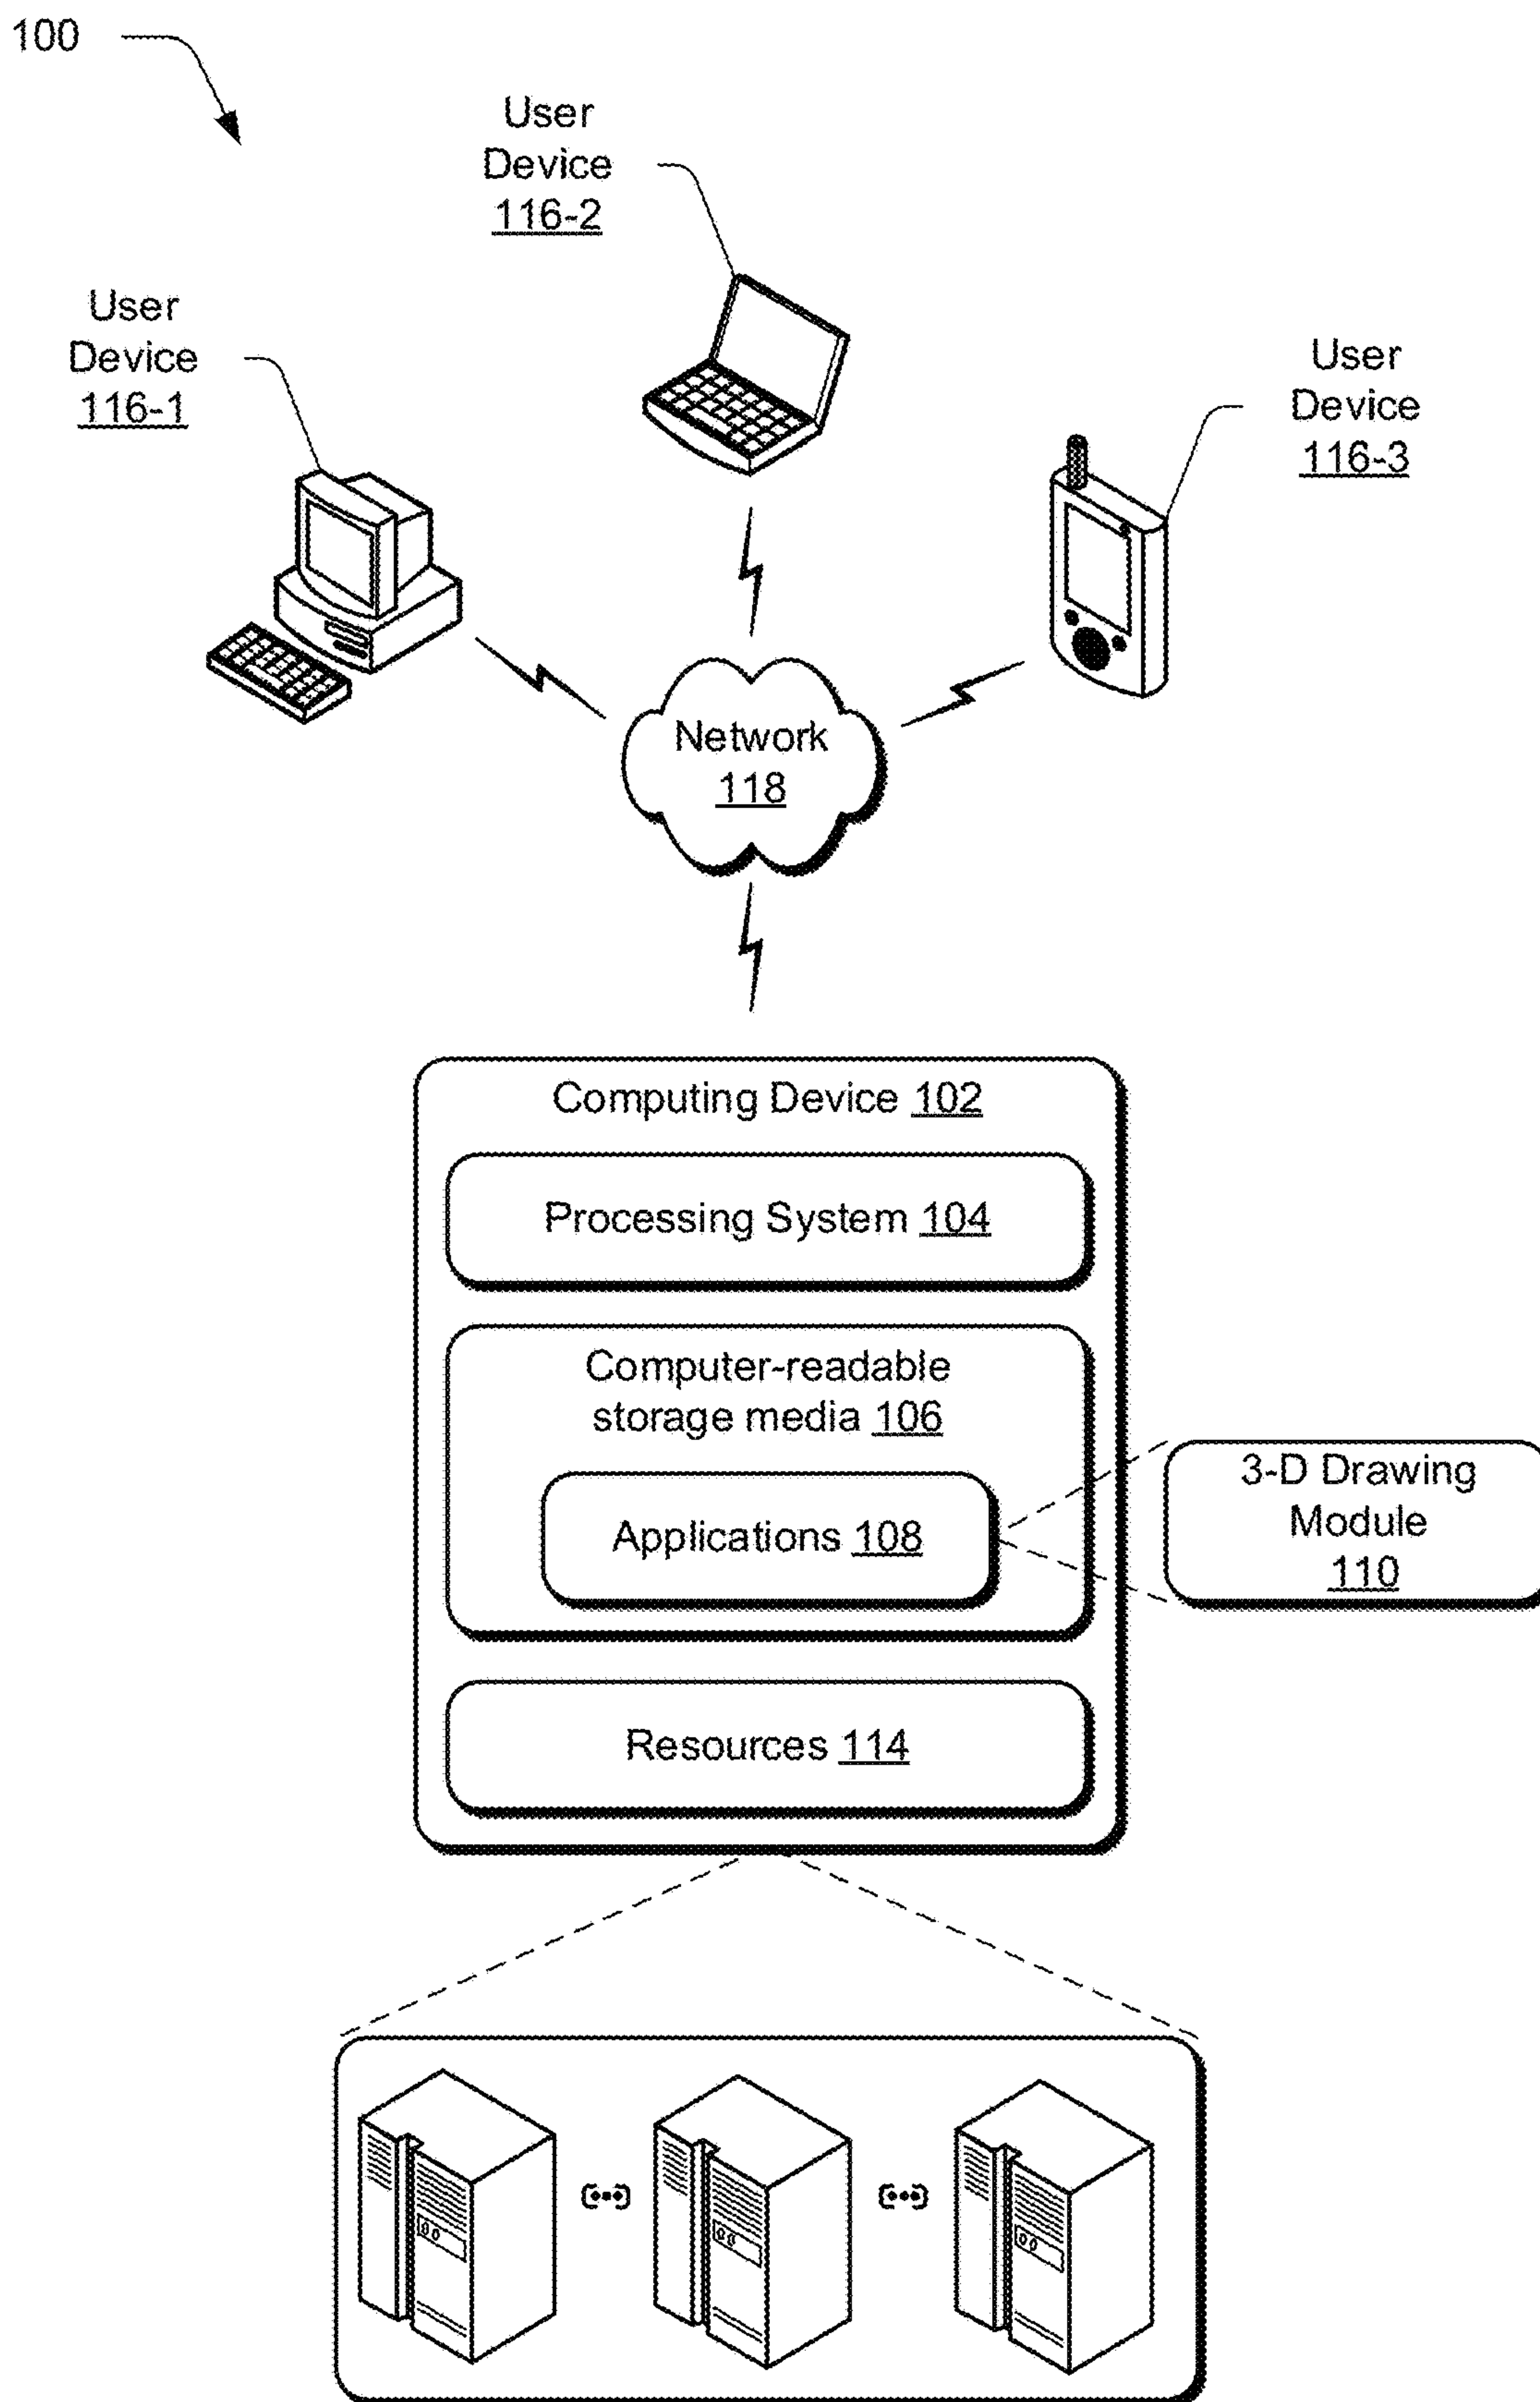 100
User
Device
116-2
User
Device
116-1
User
Device
116-3
Network
118
Computing Device 102
Processing System 104
Computer-readable
storage media 106
Applications 108
3-D Drawing
Module
110
Resources 114